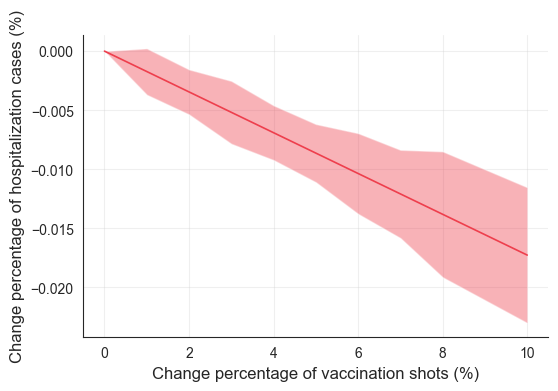 Change percentage of hospitalization cases (%)
0.000
−0.005
−0.010
−0.015
−0.020
0 2 4 6 8 10
Change percentage of vaccination shots (%)